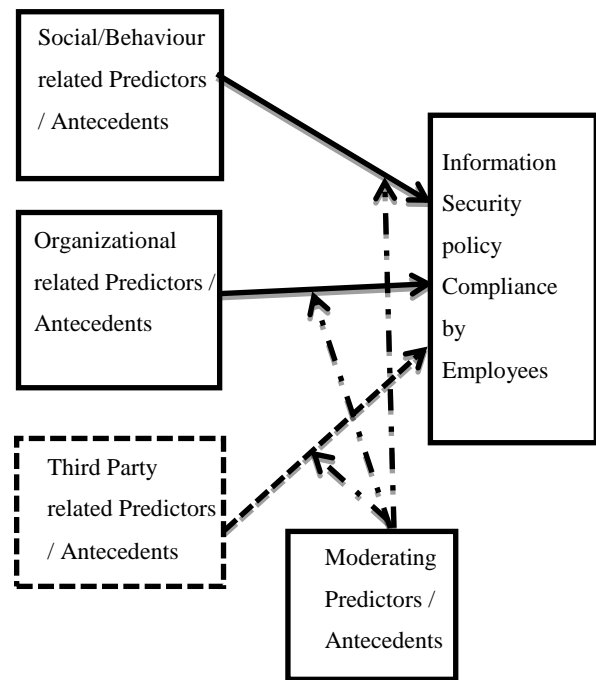 Social/Behaviour
related Predictors
/ Antecedents
Organizational
related Predictors /
Antecedents
Third Party
related Predictors
/ Antecedents
Information
Security
policy
Compliance
by
Employees
Moderating
Predictors /
Antecedents